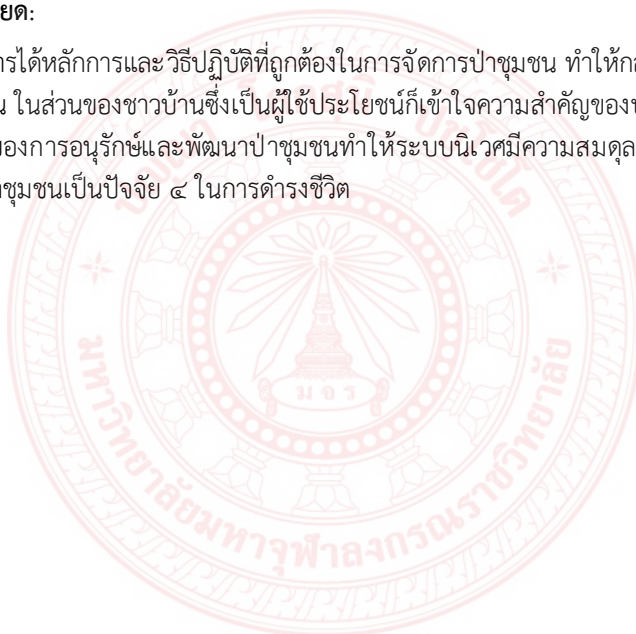 ยด:
ารได้หลักการและวิธีปฏิบัติที่ถูกต้องในการจัดการป่าชุมชน ทำให้กล
น ในส่วนของชาวบ้านซึ่งเป็นผู้ใช้ประโยชน์ก็เข้าใจความสำคัญของท
ของการอนุรักษ์และพัฒนาป่าชุมชนทำให้ระบบนิเวศมีความสมดุล
าชุมชนเป็นปัจจัย ๔ ในการดำรงชีวิต
ม จ ร
มหาวิทยาลัยมหาจุฬาลงกรณราชวิทยาลัย